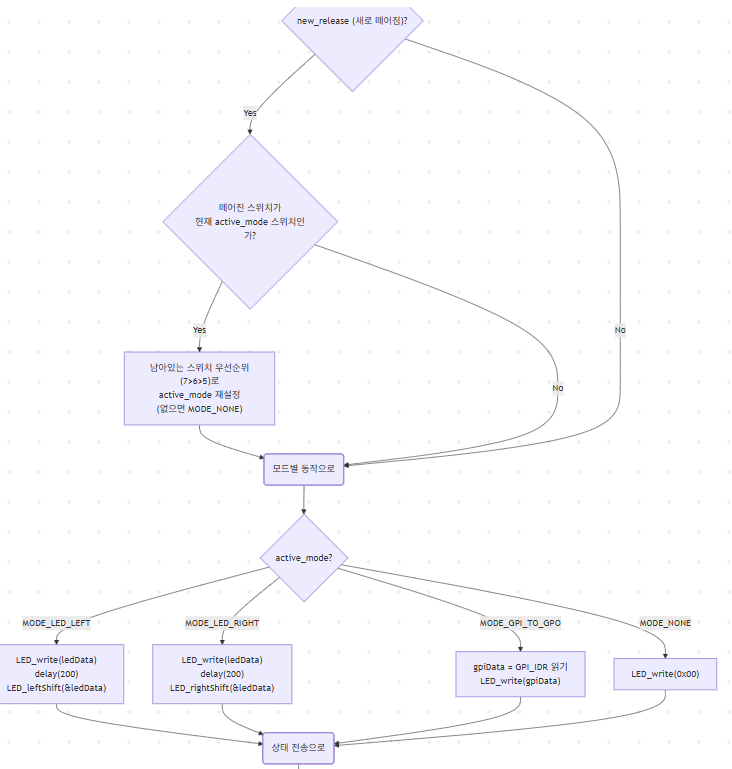 new_release (새로 떼어짐)?
Yes
떼어진 스위치가
현재 active_mode 스위치인
가?
Yes
No
남아있는 스위치 우선순위
(7>6>5)로
active_mode 재설정
(없으면 MODE_NONE)
No
모드별 동작으로
active_mode?
MODE_LED_LEFT
MODE_LED_RIGHT
MODE_GPI_TO_GPO
MODE_NONE
LED_write(ledData)
delay(200)
LED_leftShift(&ledData)
LED_write(ledData)
delay(200)
LED_rightShift(&ledData)
gpiData = GPI_IDR 읽기
LED_write(gpiData)
LED_write(0x00)
상태 전송으로